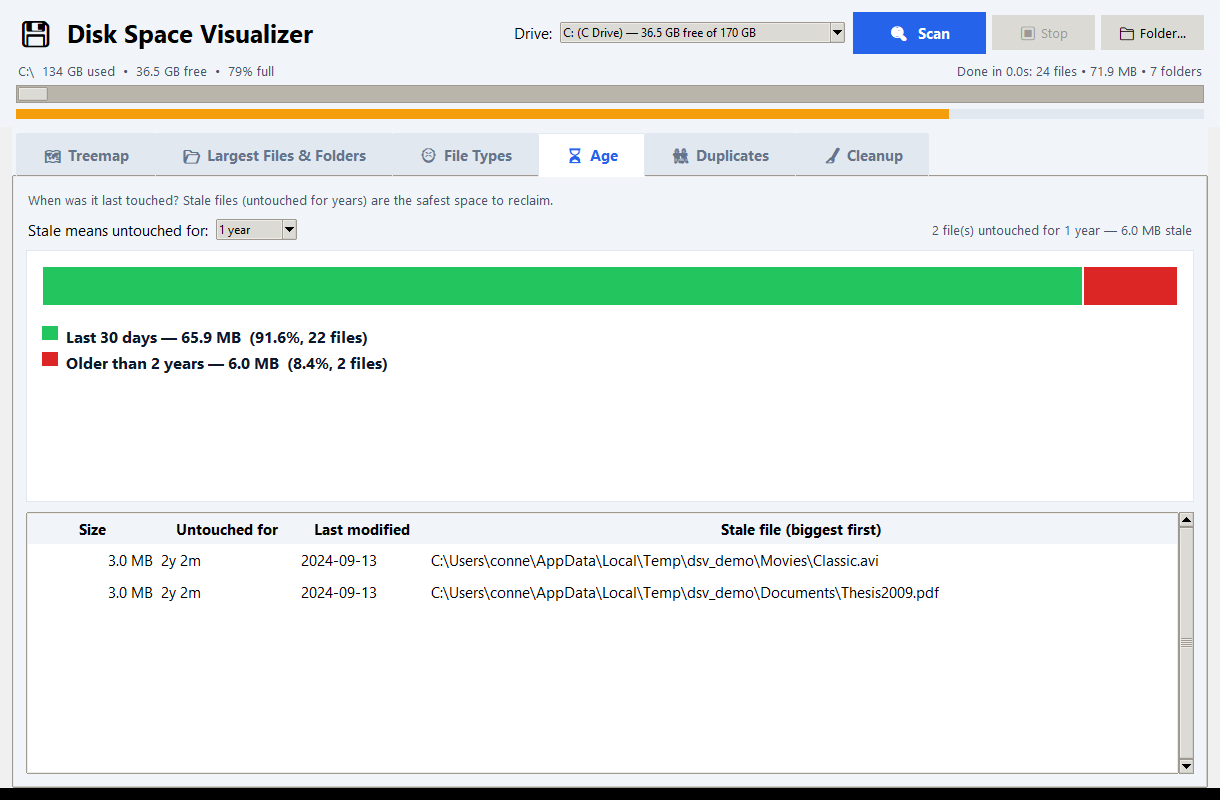 Disk Space Visualizer
Drive: C: (C Drive) — 36.5 GB free of 170 GB Scan Stop Folder...
C:\ 134 GB used • 36.5 GB free • 79% full Done in 0.0s: 24 files • 71.9 MB • 7 folders
Treemap Largest Files & Folders File Types Age Duplicates Cleanup
When was it last touched? Stale files (untouched for years) are the safest space to reclaim.
Stale means untouched for: 1 year 2 file(s) untouched for 1 year — 6.0 MB stale
Last 30 days — 65.9 MB (91.6%, 22 files)
Older than 2 years — 6.0 MB (8.4%, 2 files)
Size Untouched for Last modified Stale file (biggest first)
3.0 MB 2y 2m 2024-09-13 C:\Users\conne\AppData\Local\Temp\dsv_demo\Movies\Classic.avi
3.0 MB 2y 2m 2024-09-13 C:\Users\conne\AppData\Local\Temp\dsv_demo\Documents\Thesis2009.pdf